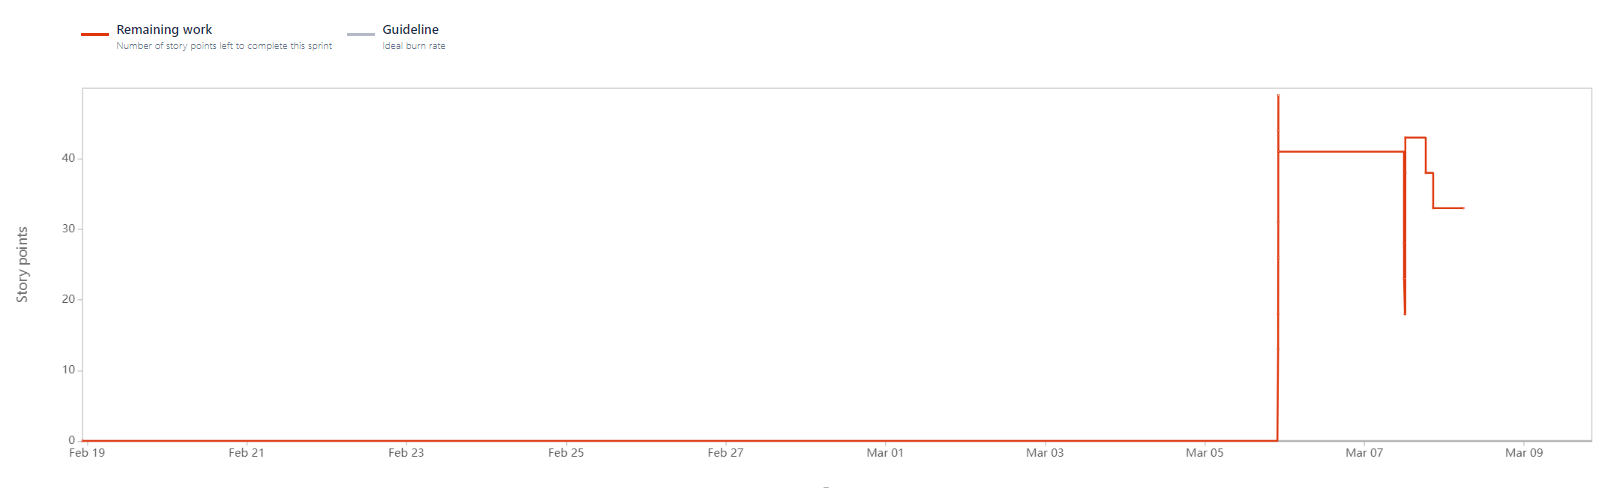 Remaining work
Number of story points left to complete this sprint
Guideline
Ideal burn rate
Story points
40
30
20
10
0
Feb 19 Feb 21 Feb 23 Feb 25 Feb 27 Mar 01 Mar 03 Mar 05 Mar 07 Mar 09